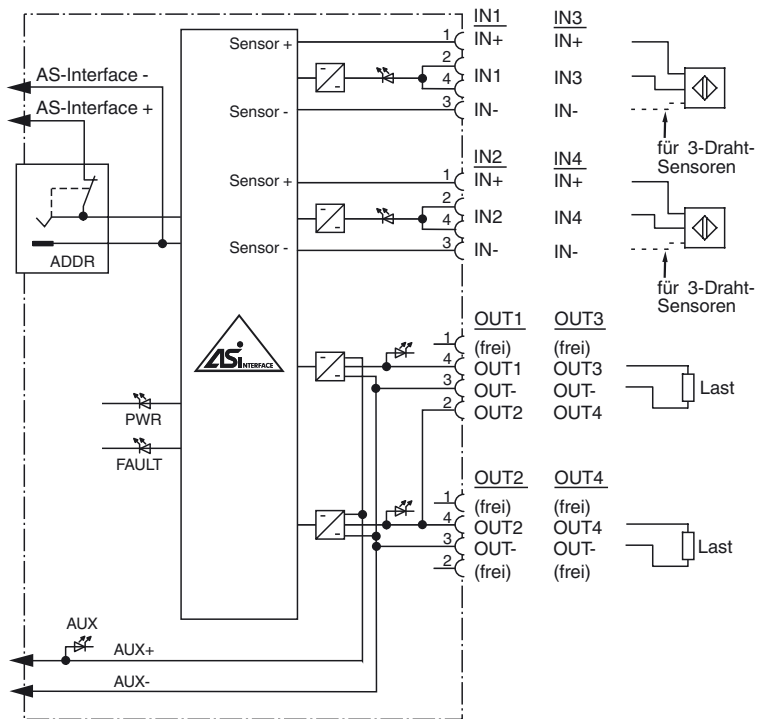 IN1 IN3
Sensor + 1 IN+ IN+
2
AS-Interface - IN1 IN3
4
AS-Interface + Sensor - 3 IN- IN-
für 3-Draht-
Sensoren
IN2 IN4
Sensor + 1 IN+ IN+
2
IN2 IN4
4
Sensor - 3 IN- IN-
ADDR
für 3-Draht-
Sensoren
OUT1 OUT3
1 (frei) (frei)
ASi INTERFACE 4 OUT1 OUT3
3 OUT- OUT- Last
PWR 2 OUT2 OUT4
FAULT
OUT2 OUT4
1 (frei) (frei)
4 OUT2 OUT4
3 OUT- OUT- Last
2 (frei) (frei)
AUX
AUX+
AUX-